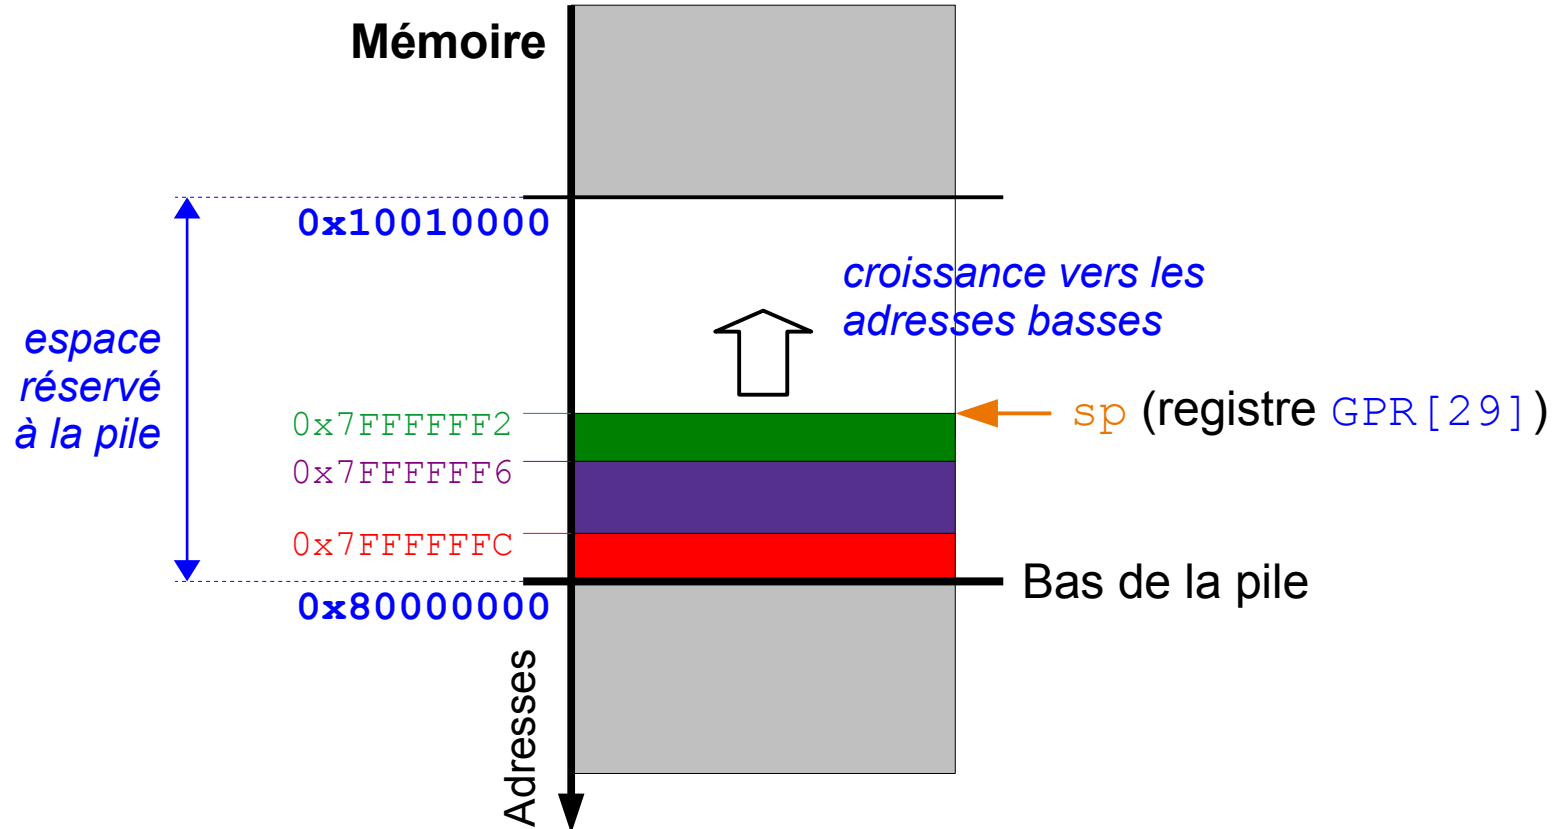 Mémoire
0x10010000
croissance vers les
adresses basses
espace
réservé
à la pile
0x7FFFFFF2
sp (registre GPR[29])
0x7FFFFFF6
0x7FFFFFFC
Bas de la pile
0x80000000
Adresses